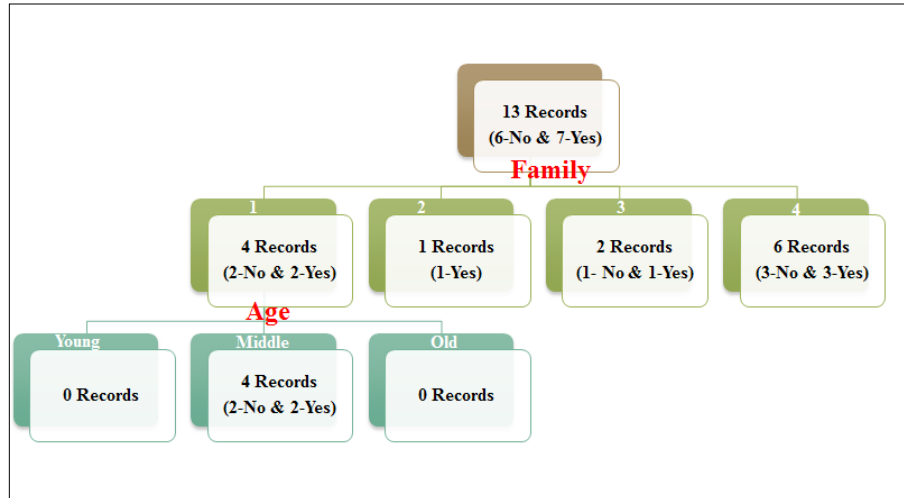 13 Records
(6-No & 7-Yes)
Family
1
2
3
4
4 Records
(2-No & 2-Yes)
1 Records
(1-Yes)
2 Records
(1- No & 1-Yes)
6 Records
(3-No & 3-Yes)
Age
Young
Middle
Old
0 Records
4 Records
(2-No & 2-Yes)
0 Records